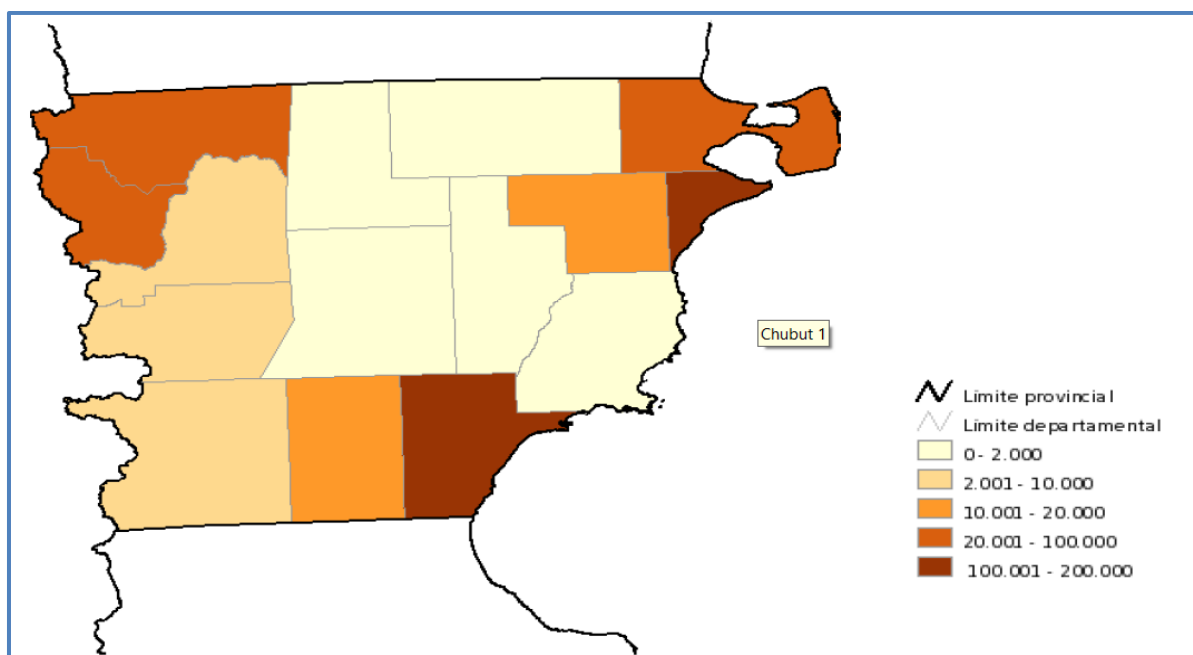 Chubut 1
Límite provincial
Límite departamental
0- 2.000
2.001 - 10.000
10.001 - 20.000
20.001 - 100.000
100.001 - 200.000